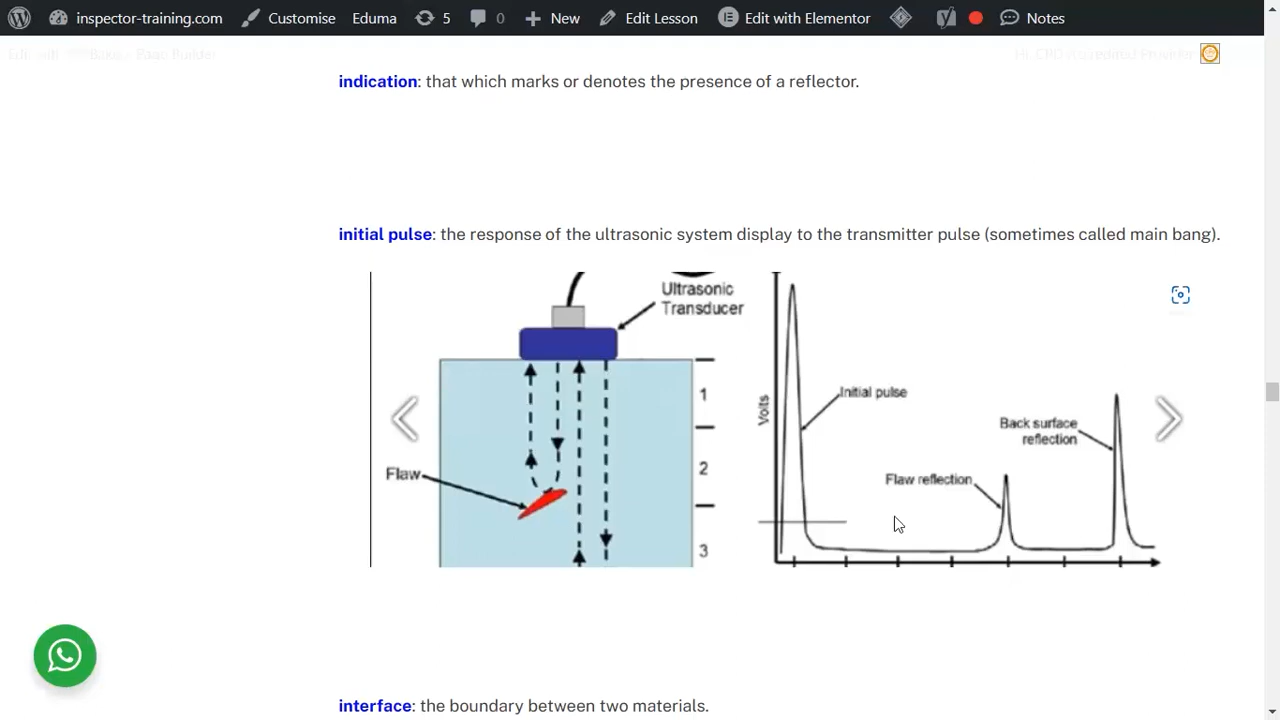 inspector-training.com Customise Eduma 5 0 New Edit Lesson Edit with Elementor Notes
indication: that which marks or denotes the presence of a reflector.
initial pulse: the response of the ultrasonic system display to the transmitter pulse (sometimes called main bang).
Ultrasonic
Transducer
1
2
3
Flaw
Volts
Initial pulse
Flaw reflection
Back surface
reflection
interface: the boundary between two materials.